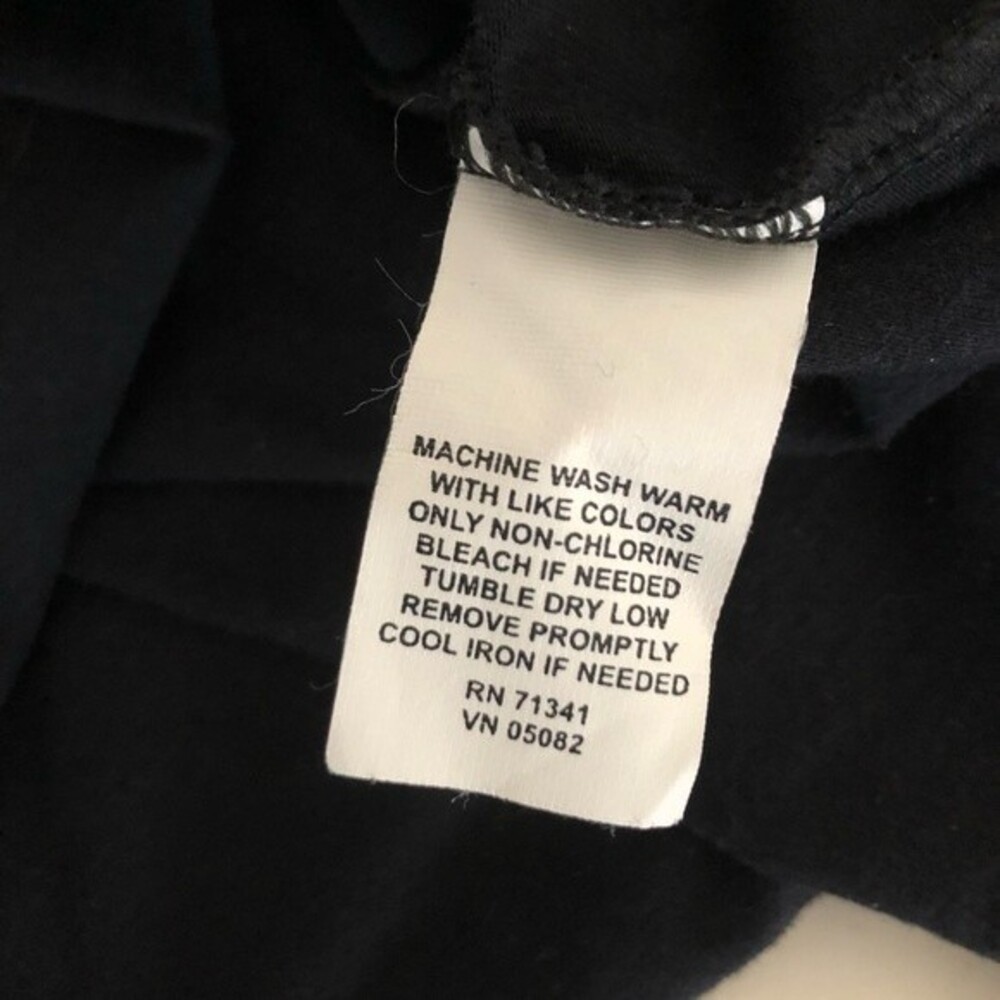 MACHINE WASH WARM
WITH LIKE COLORS
ONLY NON-CHLORINE
BLEACH IF NEEDED
TUMBLE DRY LOW
REMOVE PROMPTLY
COOL IRON IF NEEDED
RN 71341
VN 05082